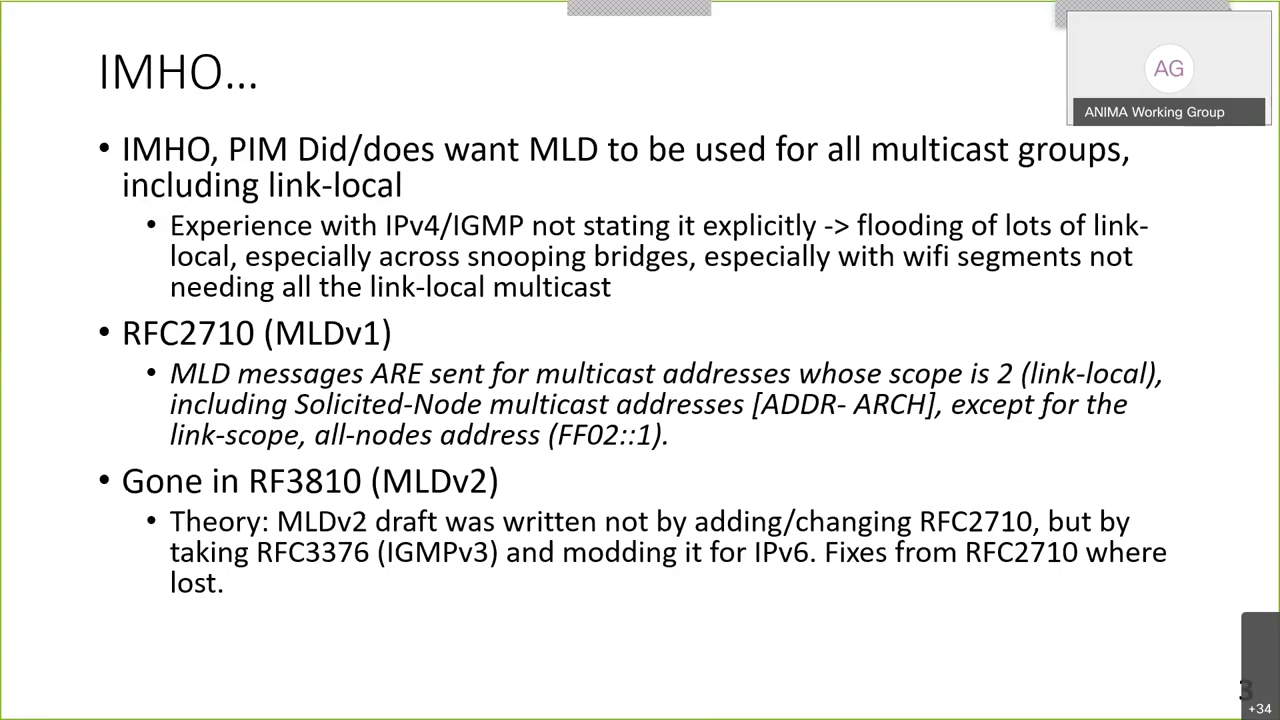 IMHO...
AG
ANIMA Working Group
• IMHO, PIM Did/does want MLD to be used for all multicast groups,
including link-local
• Experience with IPv4/IGMP not stating it explicitly -> flooding of lots of link-
local, especially across snooping bridges, especially with wifi segments not
needing all the link-local multicast
• RFC2710 (MLDv1)
• MLD messages ARE sent for multicast addresses whose scope is 2 (link-local),
including Solicited-Node multicast addresses [ADDR- ARCH], except for the
link-scope, all-nodes address (FF02::1).
• Gone in RF3810 (MLDv2)
• Theory: MLDv2 draft was written not by adding/changing RFC2710, but by
taking RFC3376 (IGMPv3) and modding it for IPv6. Fixes from RFC2710 where
lost.
3
+34